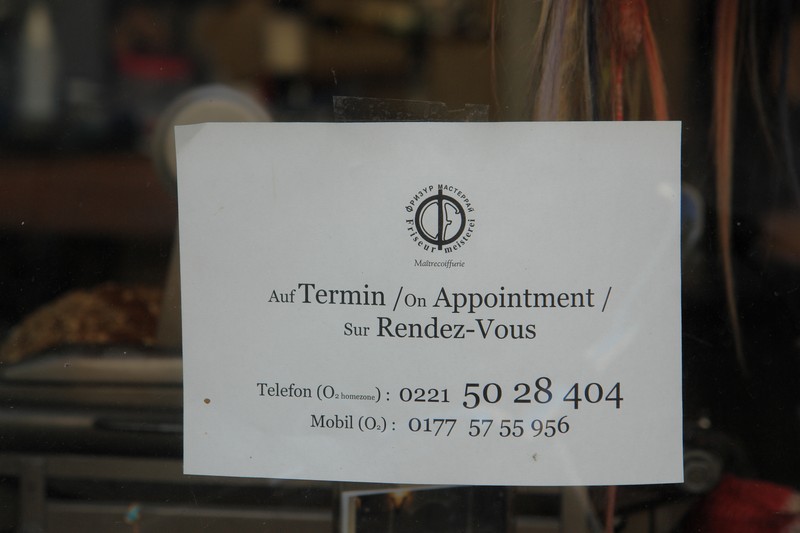 ФРИЗУР МАСТЕРРАЙ
Friseur meisterei
Maîtrecoiffurie
Auf Termin / On Appointment /
Sur Rendez-Vous
Telefon (O₂ homezone) : 0221 50 28 404
Mobil (O₂) : 0177 57 55 956